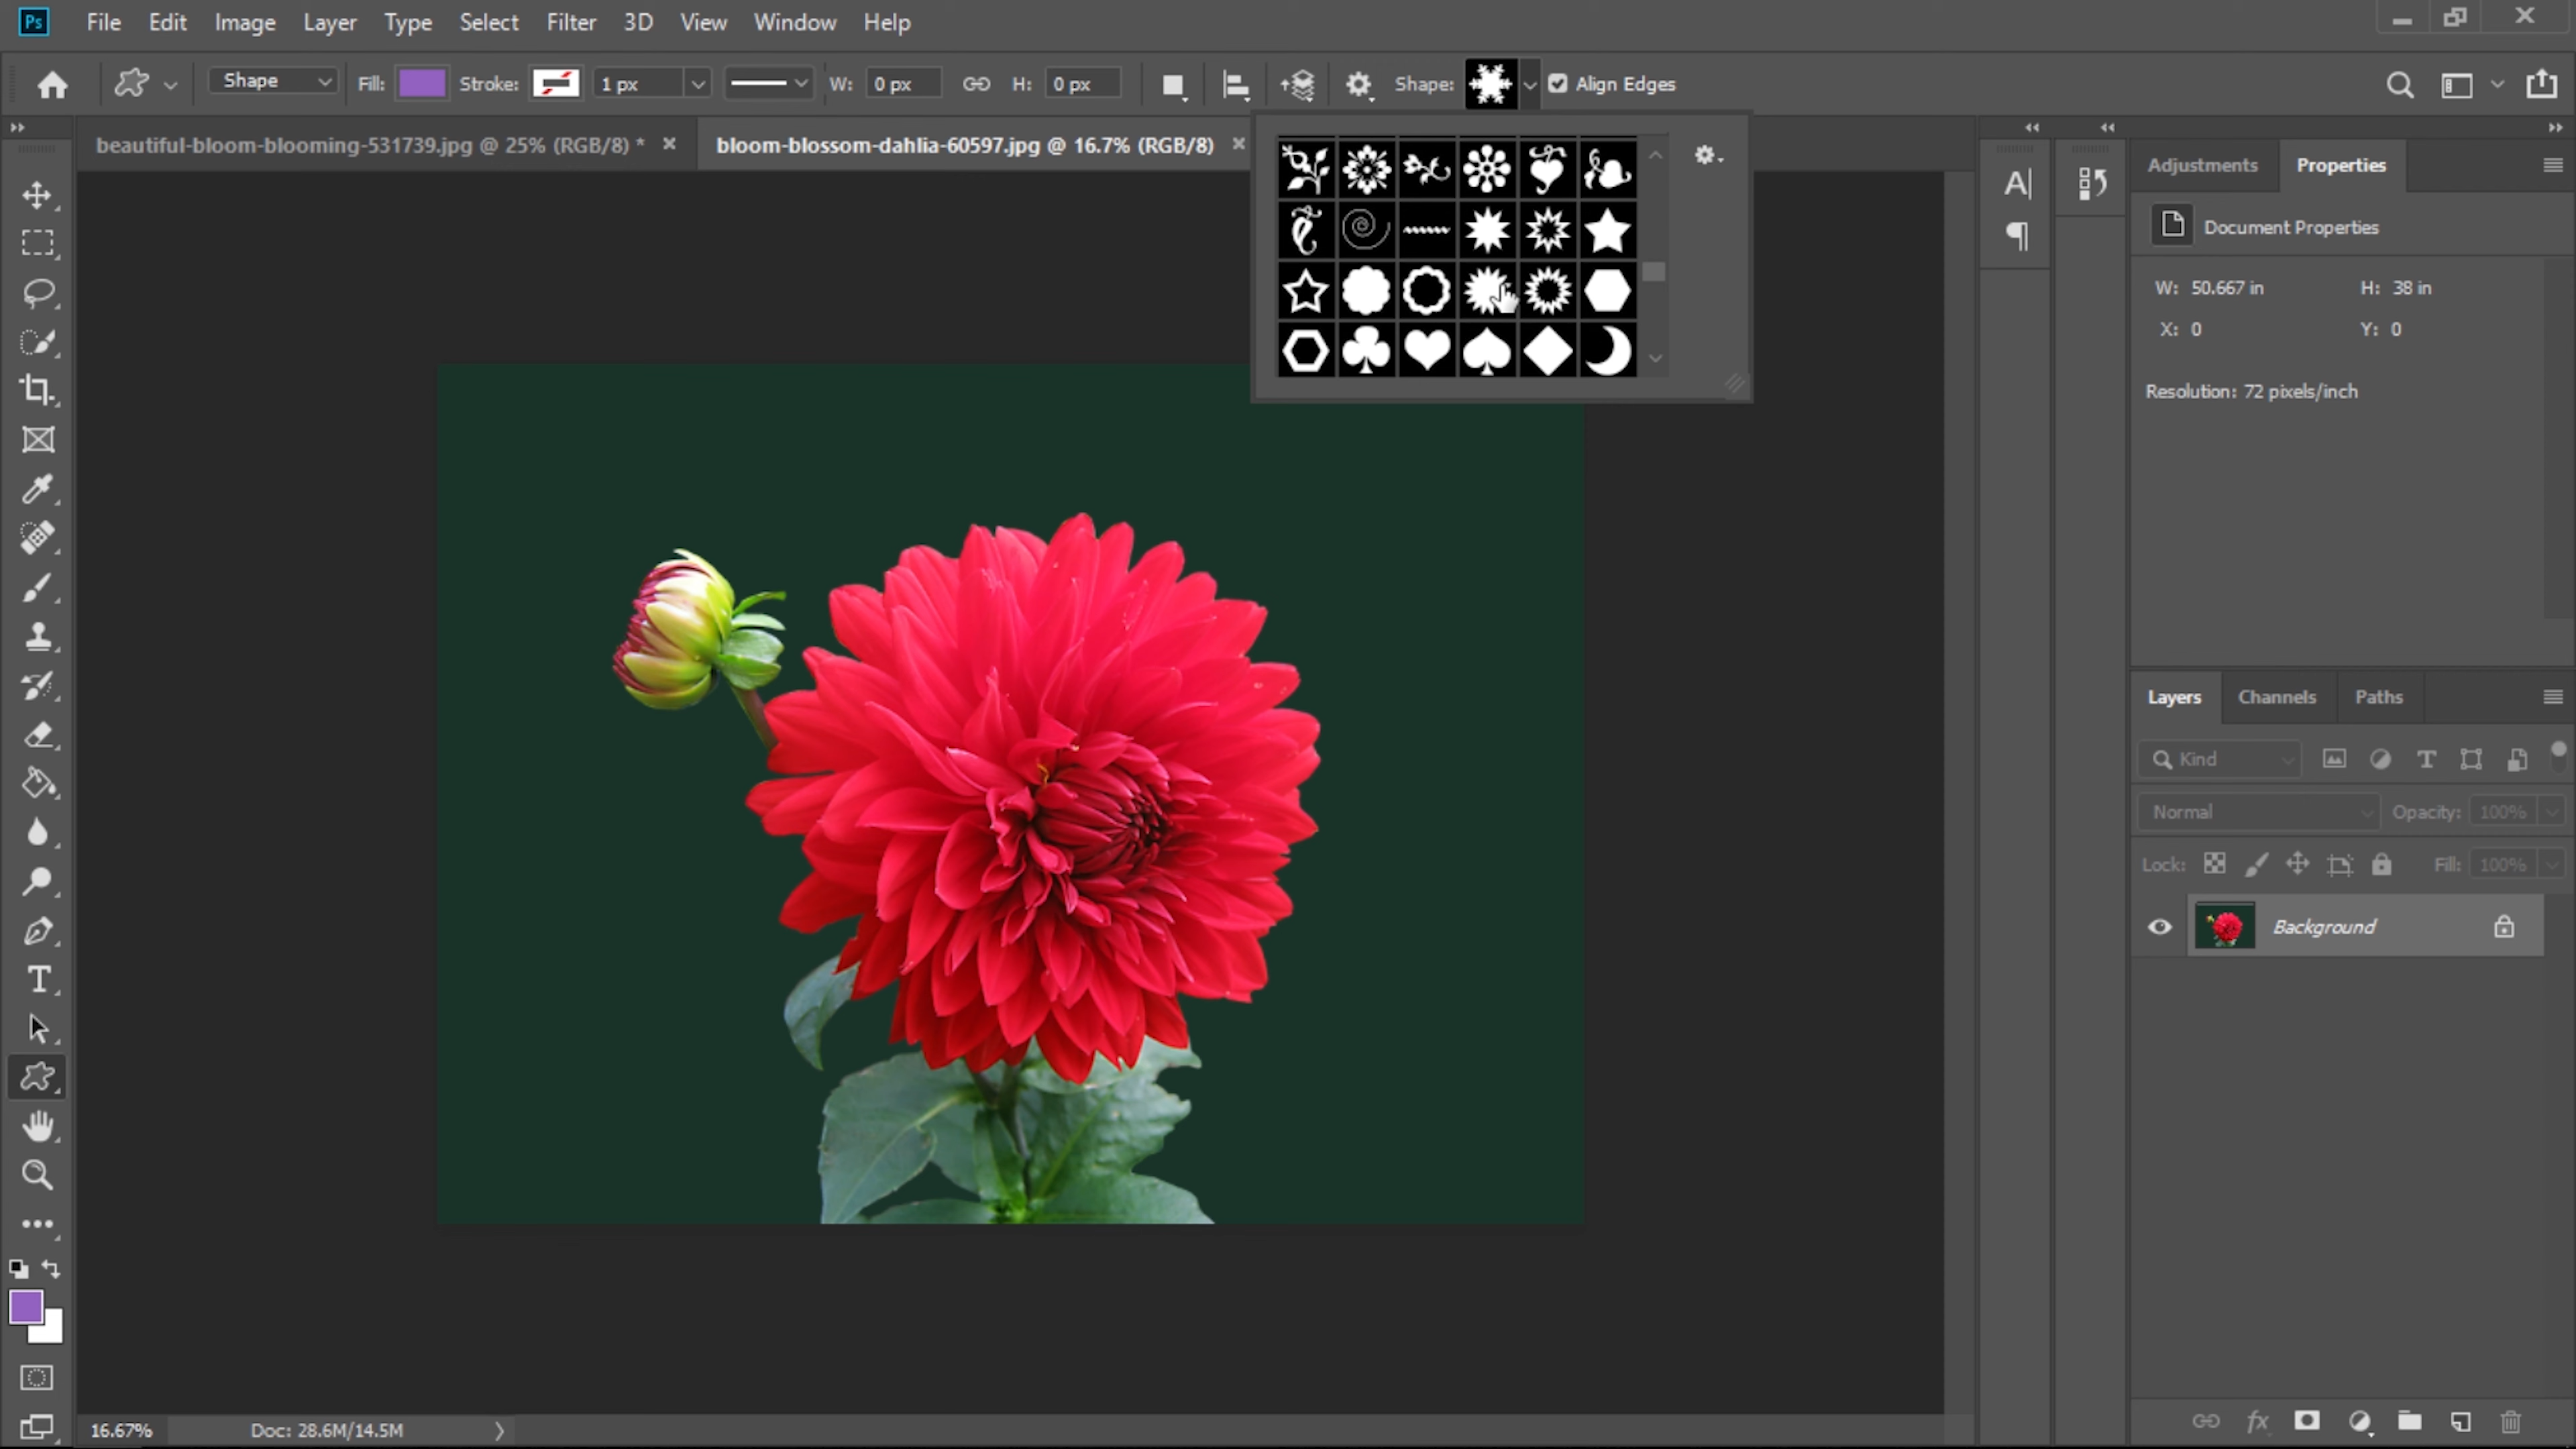 Ps File Edit Image Layer Type Select Filter 3D View Window Help
Shape Fill: Stroke: 1 px W: 0 px H: 0 px Shape: Align Edges
beautiful-bloom-blooming-531739.jpg @ 25% (RGB/8) * bloom-blossom-dahlia-60597.jpg @ 16.7% (RGB/8)
Adjustments Properties
Document Properties
W: 50.667 in H: 38 in
X: 0 Y: 0
Resolution: 72 pixels/inch
Layers Channels Paths
Kind
Normal Opacity: 100%
Lock: Fill: 100%
Background
16.67% Doc: 28.6M/14.5M